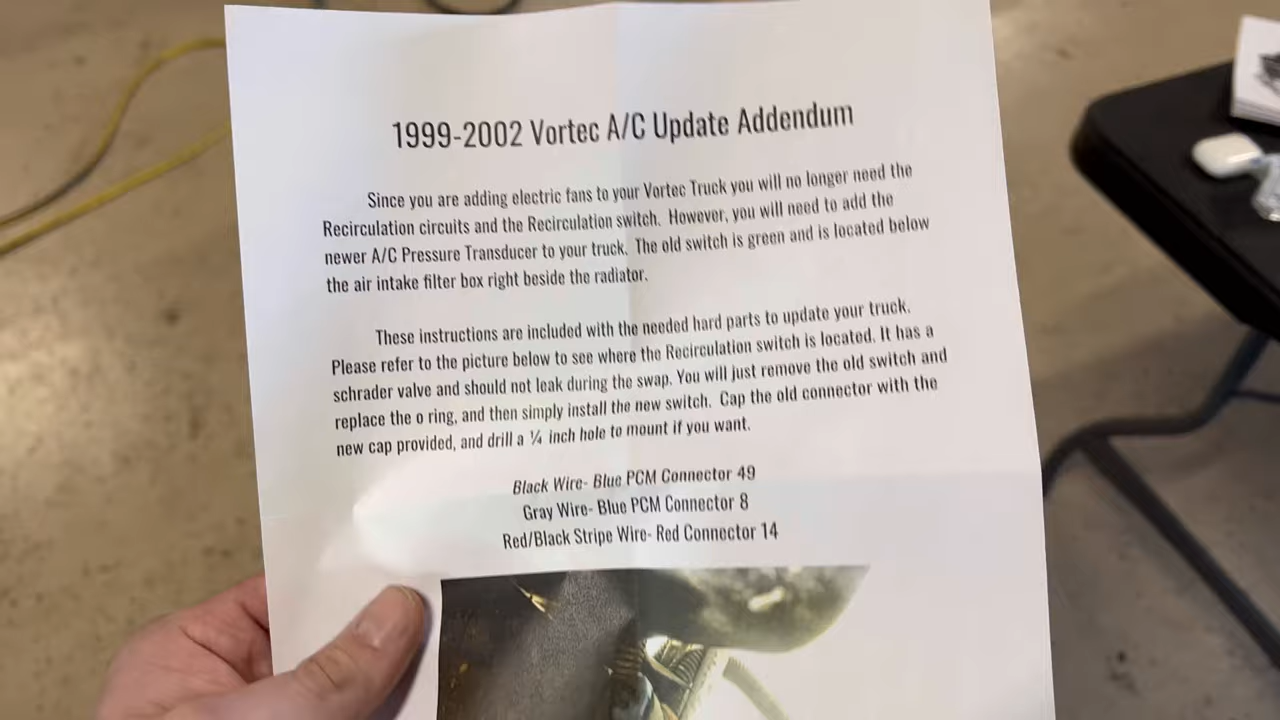 1999-2002 Vortec A/C Update Addendum
Since you are adding electric fans to your Vortec Truck you will no longer need the
Recirculation circuits and the Recirculation switch. However, you will need to add the
newer A/C Pressure Transducer to your truck. The old switch is green and is located below
the air intake filter box right beside the radiator.
These instructions are included with the needed hard parts to update your truck.
Please refer to the picture below to see where the Recirculation switch is located. It has a
schrader valve and should not leak during the swap. You will just remove the old switch and
replace the o ring, and then simply install the new switch. Cap the old connector with the
new cap provided, and drill a ¼ inch hole to mount if you want.
Black Wire- Blue PCM Connector 49
Gray Wire- Blue PCM Connector 8
Red/Black Stripe Wire- Red Connector 14